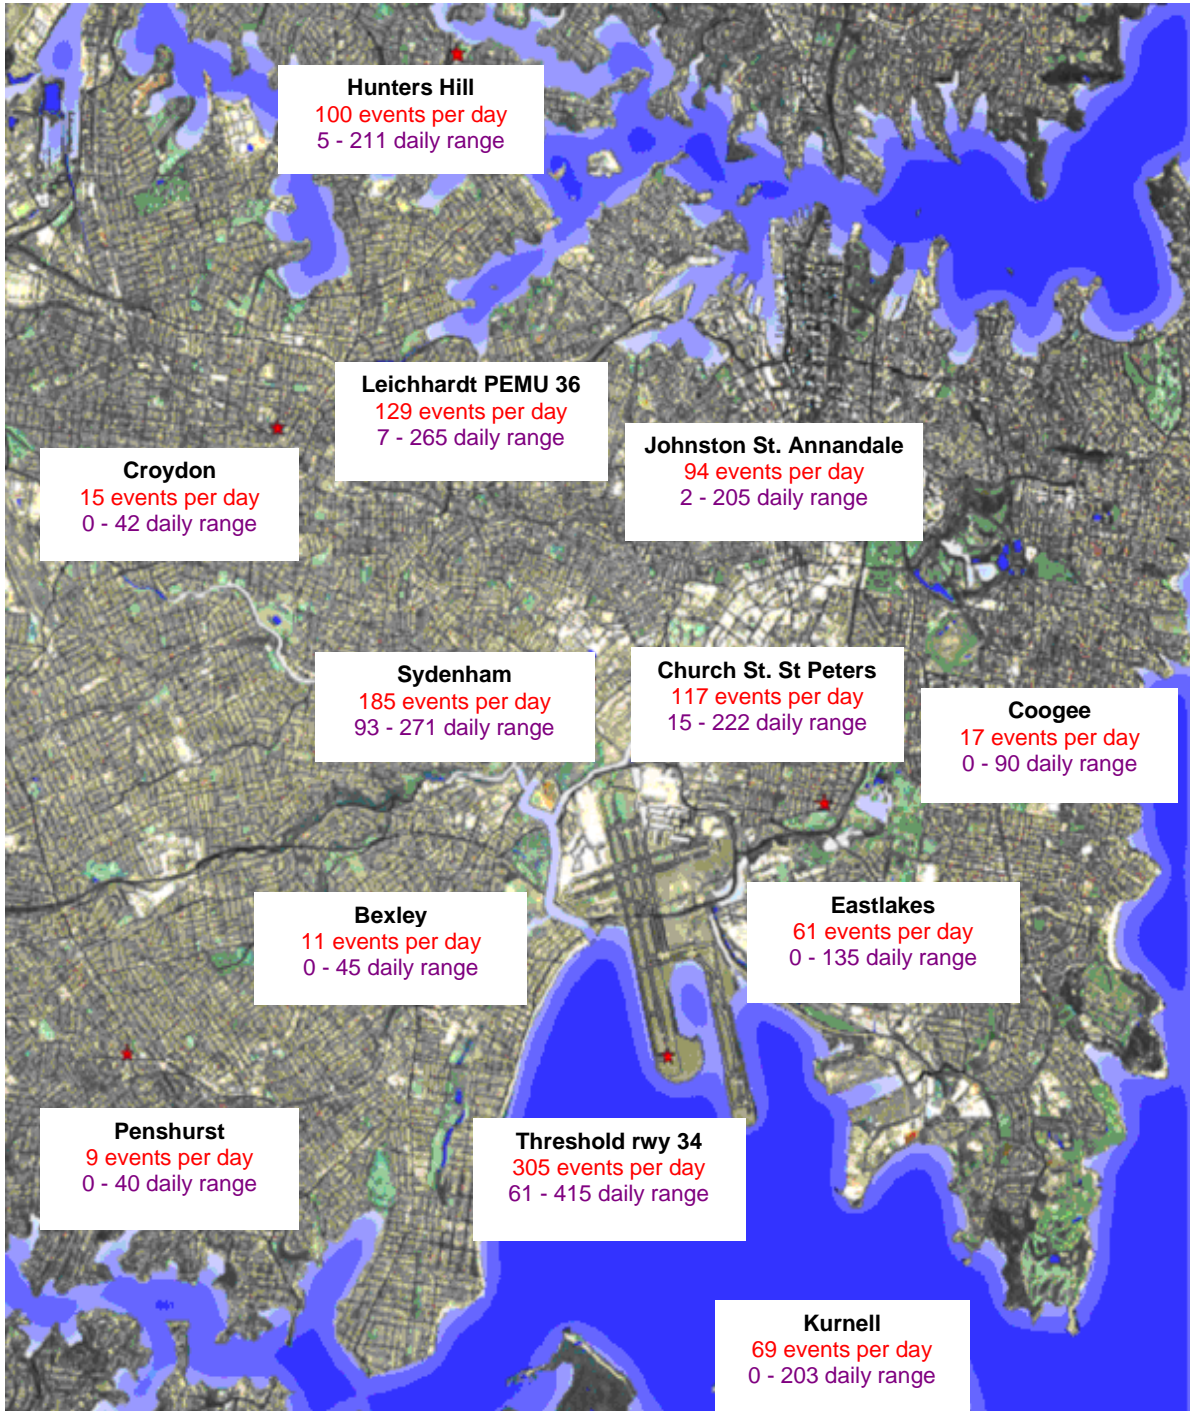 Hunters Hill
100 events per day
5 - 211 daily range
Leichhardt PEMU 36
129 events per day
7 - 265 daily range
Johnston St. Annandale
94 events per day
2 - 205 daily range
Croydon
15 events per day
0 - 42 daily range
Sydenham
185 events per day
93 - 271 daily range
Church St. St Peters
117 events per day
15 - 222 daily range
Coogee
17 events per day
0 - 90 daily range
Bexley
11 events per day
0 - 45 daily range
Eastlakes
61 events per day
0 - 135 daily range
Penshurst
9 events per day
0 - 40 daily range
Threshold rwy 34
305 events per day
61 - 415 daily range
Kurnell
69 events per day
0 - 203 daily range